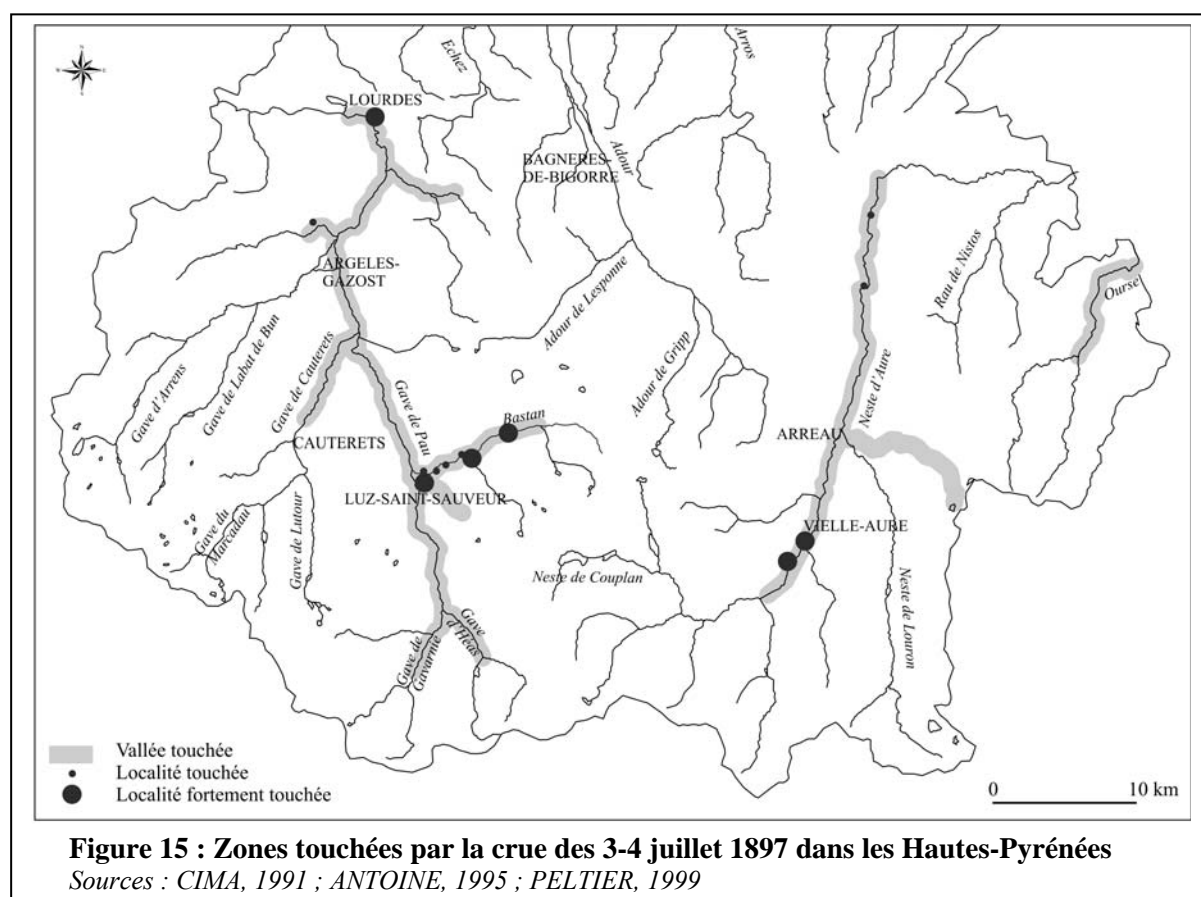 N
Echez
Arros
LOURDES
BAGNERES-
DE-BIGORRE
Adour
ARGELES-
GAZOST
Adour de Lesponne
Rau de Nistos
Ourse
Gave d'Arrens
Gave de Labat de Bun
Gave de Cauterets
Gave de Pau
Adour de Gripp
Neste d'Aure
Bastan
CAUTERETS
ARREAU
LUZ-SAINT-SAUVEUR
Gave du
Marcadau
Gave de Lutour
VIELLE-AURE
Neste de Couplan
Neste de Louron
Gave de
Gavarnie
Gave
d'Héas
Vallée touchée
Localité touchée
Localité fortement touchée
0 10 km
Figure 15 : Zones touchées par la crue des 3-4 juillet 1897 dans les Hautes-Pyrénées
Sources : CIMA, 1991 ; ANTOINE, 1995 ; PELTIER, 1999